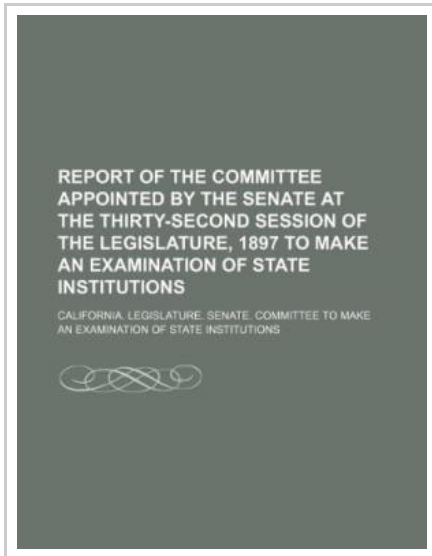 REPORT OF THE COMMITTEE
APPOINTED BY THE SENATE AT
THE THIRTY-SECOND SESSION OF
THE LEGISLATURE, 1897 TO MAKE
AN EXAMINATION OF STATE
INSTITUTIONS
CALIFORNIA. LEGISLATURE. SENATE. COMMITTEE TO MAKE
AN EXAMINATION OF STATE INSTITUTIONS